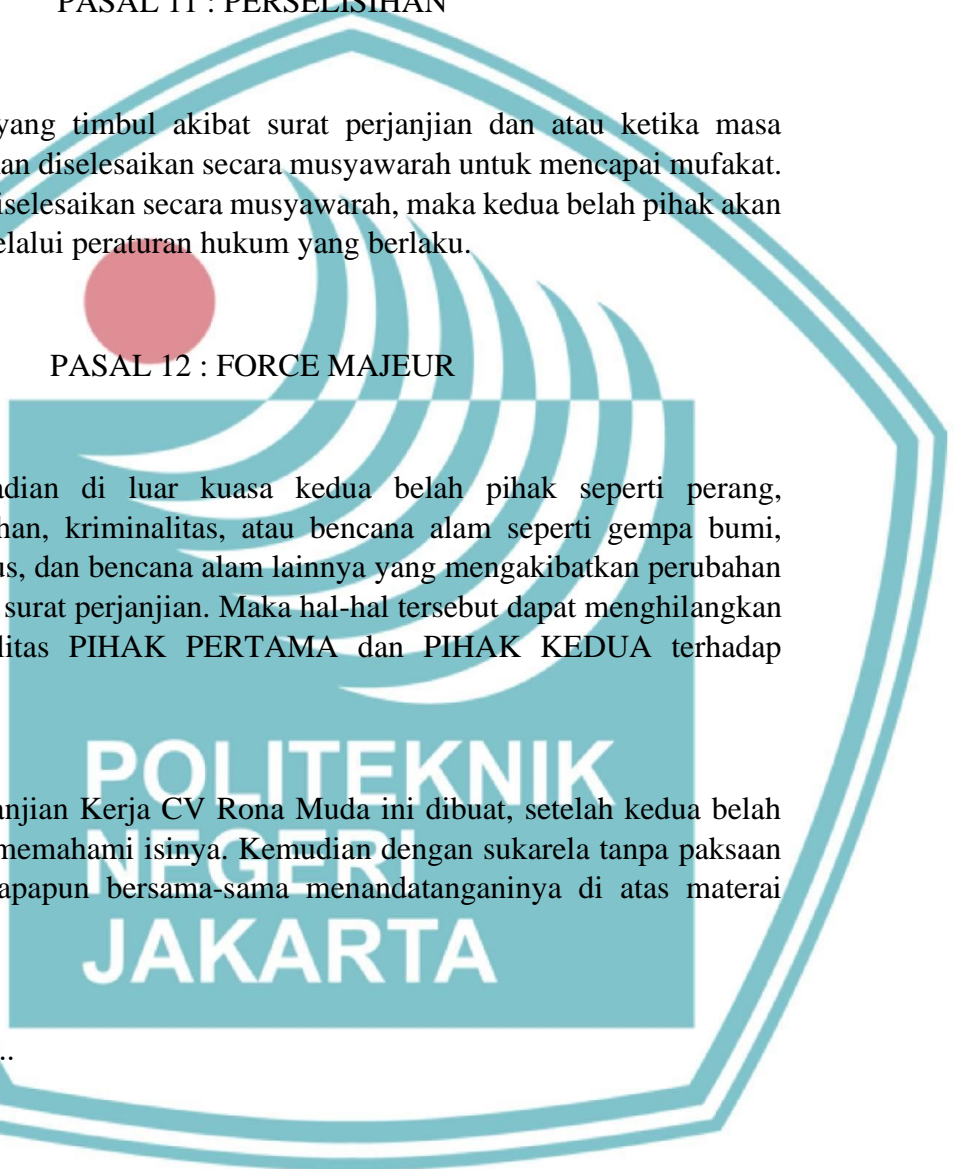 PASAL 11 : PERSELISIHAN
yang timbul akibat surat perjanjian dan atau ketika masa
an diselesaikan secara musyawarah untuk mencapai mufakat.
iselesaikan secara musyawarah, maka kedua belah pihak akan
elalui peraturan hukum yang berlaku.
PASAL 12 : FORCE MAJEUR
adian di luar kuasa kedua belah pihak seperti perang,
han, kriminalitas, atau bencana alam seperti gempa bumi,
us, dan bencana alam lainnya yang mengakibatkan perubahan
surat perjanjian. Maka hal-hal tersebut dapat menghilangkan
litas PIHAK PERTAMA dan PIHAK KEDUA terhadap
POLITEKNIK
anjian Kerja CV Rona Muda ini dibuat, setelah kedua belah
NEGERI
memahami isinya. Kemudian dengan sukarela tanpa paksaan
apapun bersama-sama menandatanganinya di atas materai
JAKARTA
..